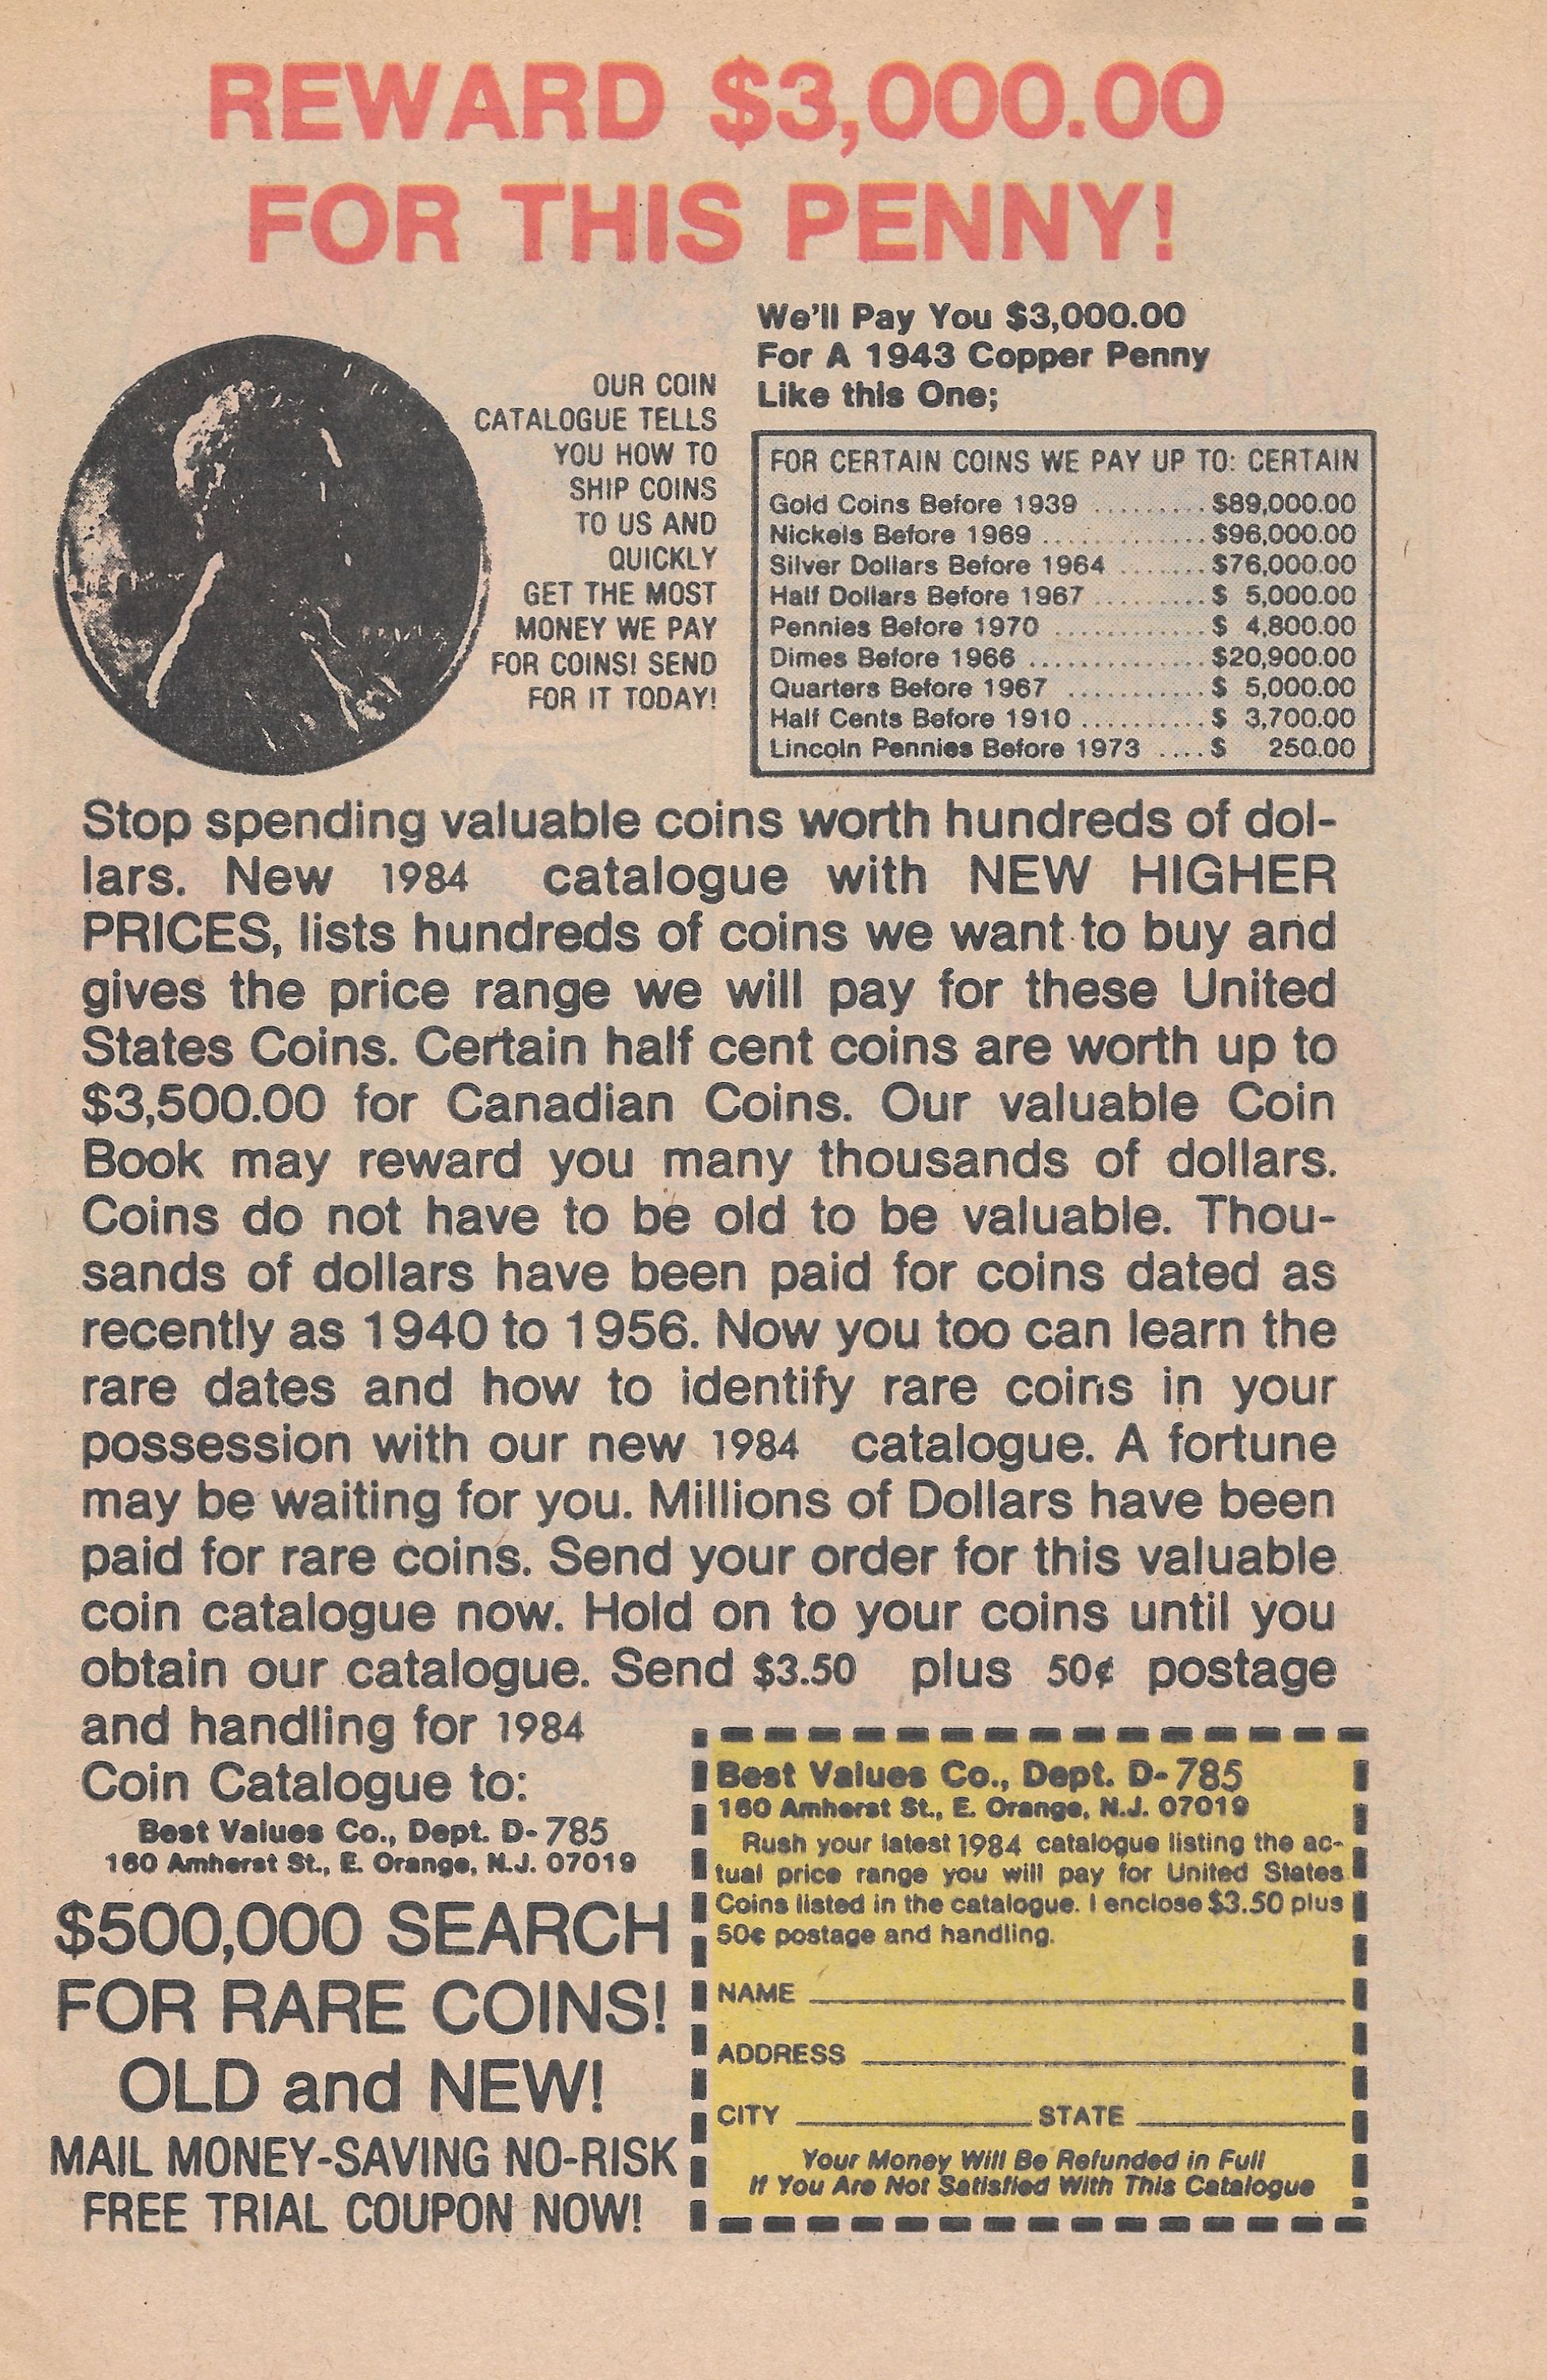 REWARD $3,000.00
FOR THIS PENNY!
We'll Pay You $3,000.00
For A 1943 Copper Penny
Like this One;
OUR COIN
CATALOGUE TELLS
YOU HOW TO
SHIP COINS
TO US AND
QUICKLY
GET THE MOST
MONEY WE PAY
FOR COINS! SEND
FOR IT TODAY!
FOR CERTAIN COINS WE PAY UP TO: CERTAIN
Gold Coins Before 1939 ......... $89,000.00
Nickels Before 1969 ............. $96,000.00
Silver Dollars Before 1964 ....... $76,000.00
Half Dollars Before 1967 ......... $ 5,000.00
Pennies Before 1970 ............ $ 4,800.00
Dimes Before 1966 .............. $20,900.00
Quarters Before 1967 ........... $ 5,000.00
Half Cents Before 1910 .......... $ 3,700.00
Lincoln Pennies Before 1973 .... $ 250.00
Stop spending valuable coins worth hundreds of dol-
lars. New 1984 catalogue with NEW HIGHER
PRICES, lists hundreds of coins we want to buy and
gives the price range we will pay for these United
States Coins. Certain half cent coins are worth up to
$3,500.00 for Canadian Coins. Our valuable Coin
Book may reward you many thousands of dollars.
Coins do not have to be old to be valuable. Thou-
sands of dollars have been paid for coins dated as
recently as 1940 to 1956. Now you too can learn the
rare dates and how to identify rare coins in your
possession with our new 1984 catalogue. A fortune
may be waiting for you. Millions of Dollars have been
paid for rare coins. Send your order for this valuable
coin catalogue now. Hold on to your coins until you
obtain our catalogue. Send $3.50 plus 50¢ postage
and handling for 1984
Coin Catalogue to:
Best Values Co., Dept. D-785
160 Amherst St., E. Orange, N.J. 07019
$500,000 SEARCH
FOR RARE COINS!
OLD and NEW!
MAIL MONEY-SAVING NO-RISK
FREE TRIAL COUPON NOW!
Best Values Co., Dept. D-785
160 Amherst St., E. Orange, N.J. 07019
Rush your latest 1984 catalogue listing the ac-
tual price range you will pay for United States
Coins listed in the catalogue. I enclose $3.50 plus
50¢ postage and handling.
NAME
ADDRESS
CITY STATE
Your Money Will Be Refunded in Full
If You Are Not Satisfied With This Catalogue